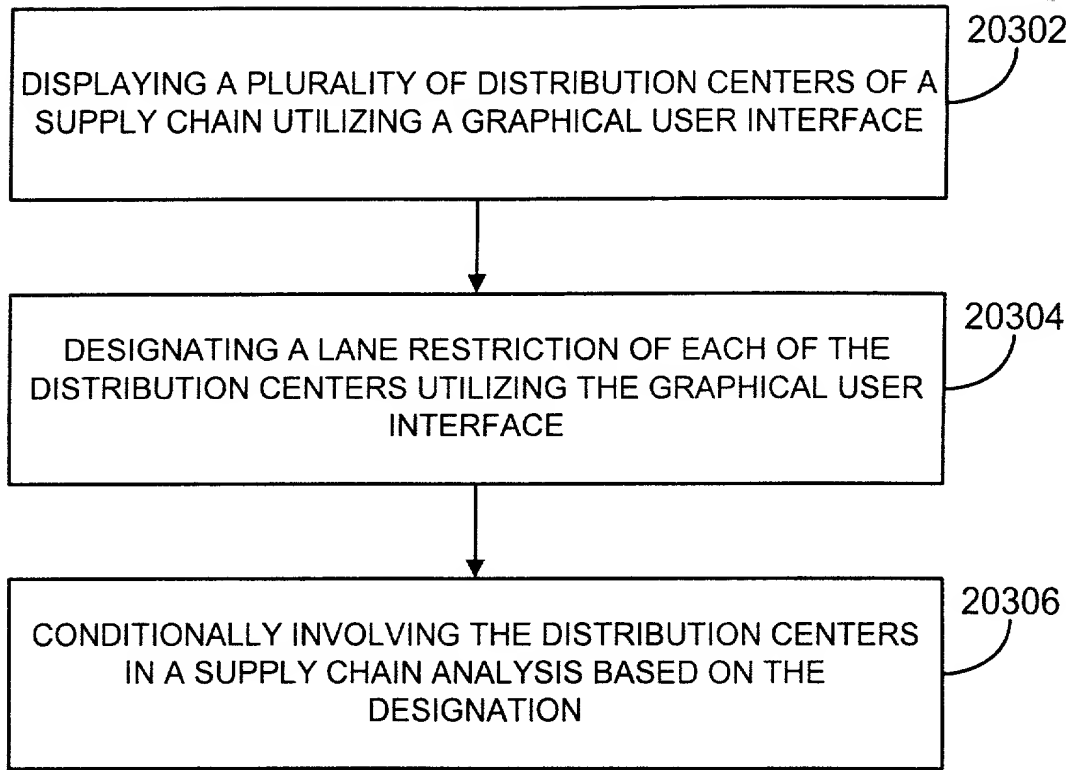 20302
DISPLAYING A PLURALITY OF DISTRIBUTION CENTERS OF A
SUPPLY CHAIN UTILIZING A GRAPHICAL USER INTERFACE
20304
DESIGNATING A LANE RESTRICTION OF EACH OF THE
DISTRIBUTION CENTERS UTILIZING THE GRAPHICAL USER
INTERFACE
20306
CONDITIONALLY INVOLVING THE DISTRIBUTION CENTERS
IN A SUPPLY CHAIN ANALYSIS BASED ON THE
DESIGNATION